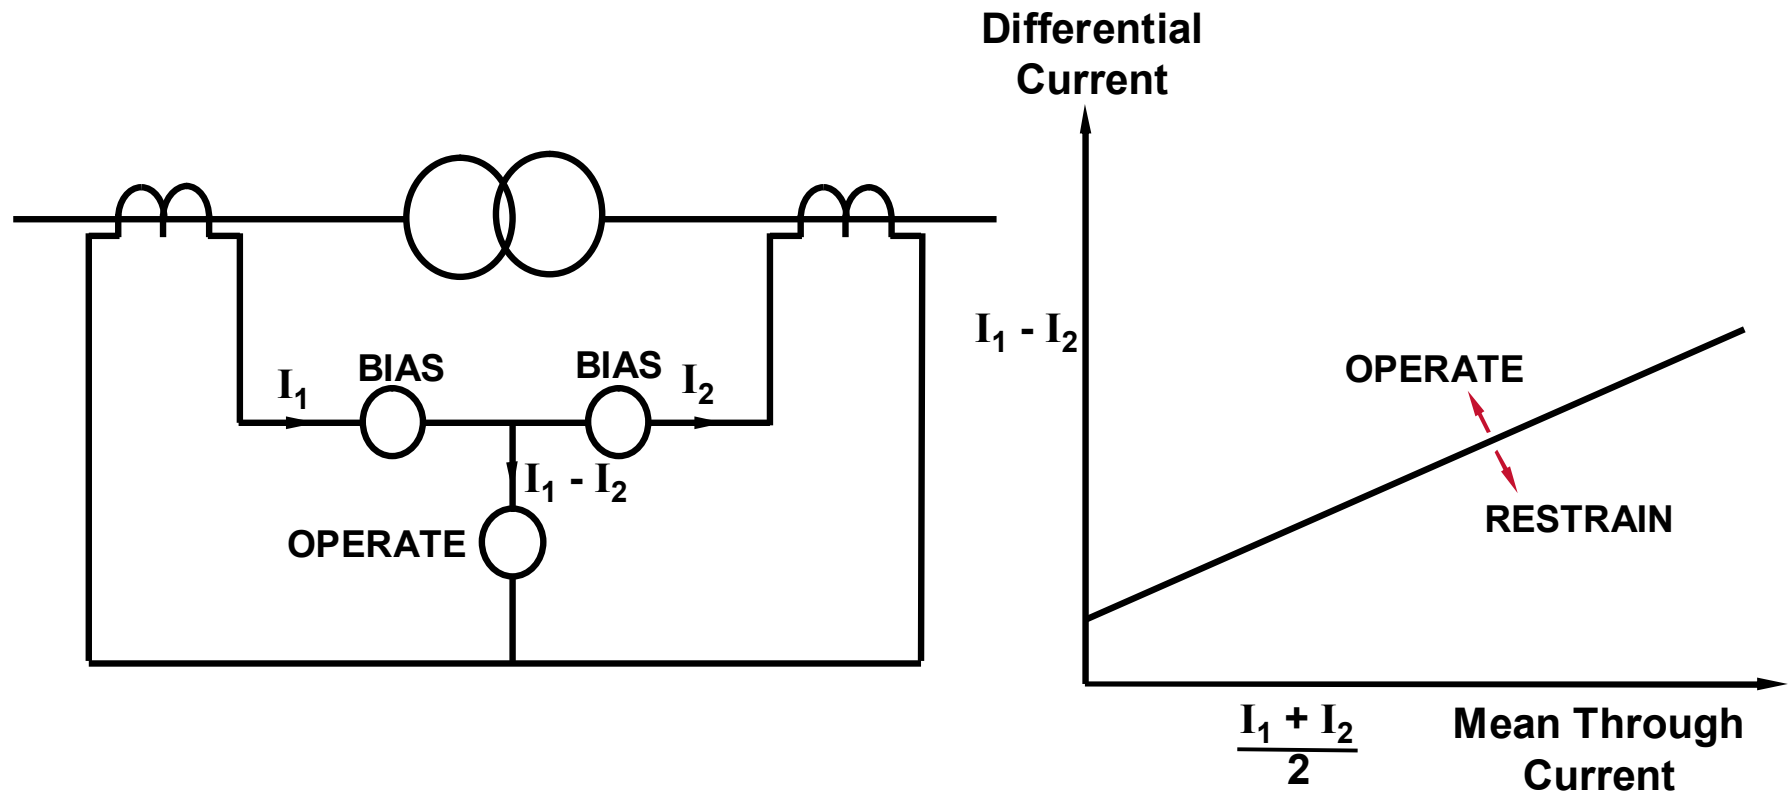 BIAS
BIAS
I₁
I₂
I₁ - I₂
OPERATE
Differential
Current
I₁ - I₂
OPERATE
RESTRAIN
I₁ + I₂
2
Mean Through
Current